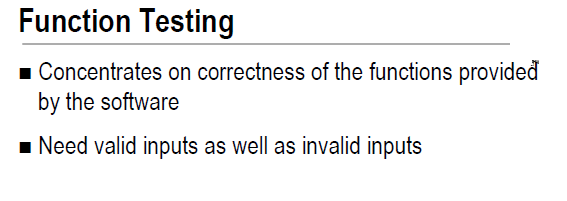 Function Testing
■ Concentrates on correctness of the functions provided
by the software
■ Need valid inputs as well as invalid inputs